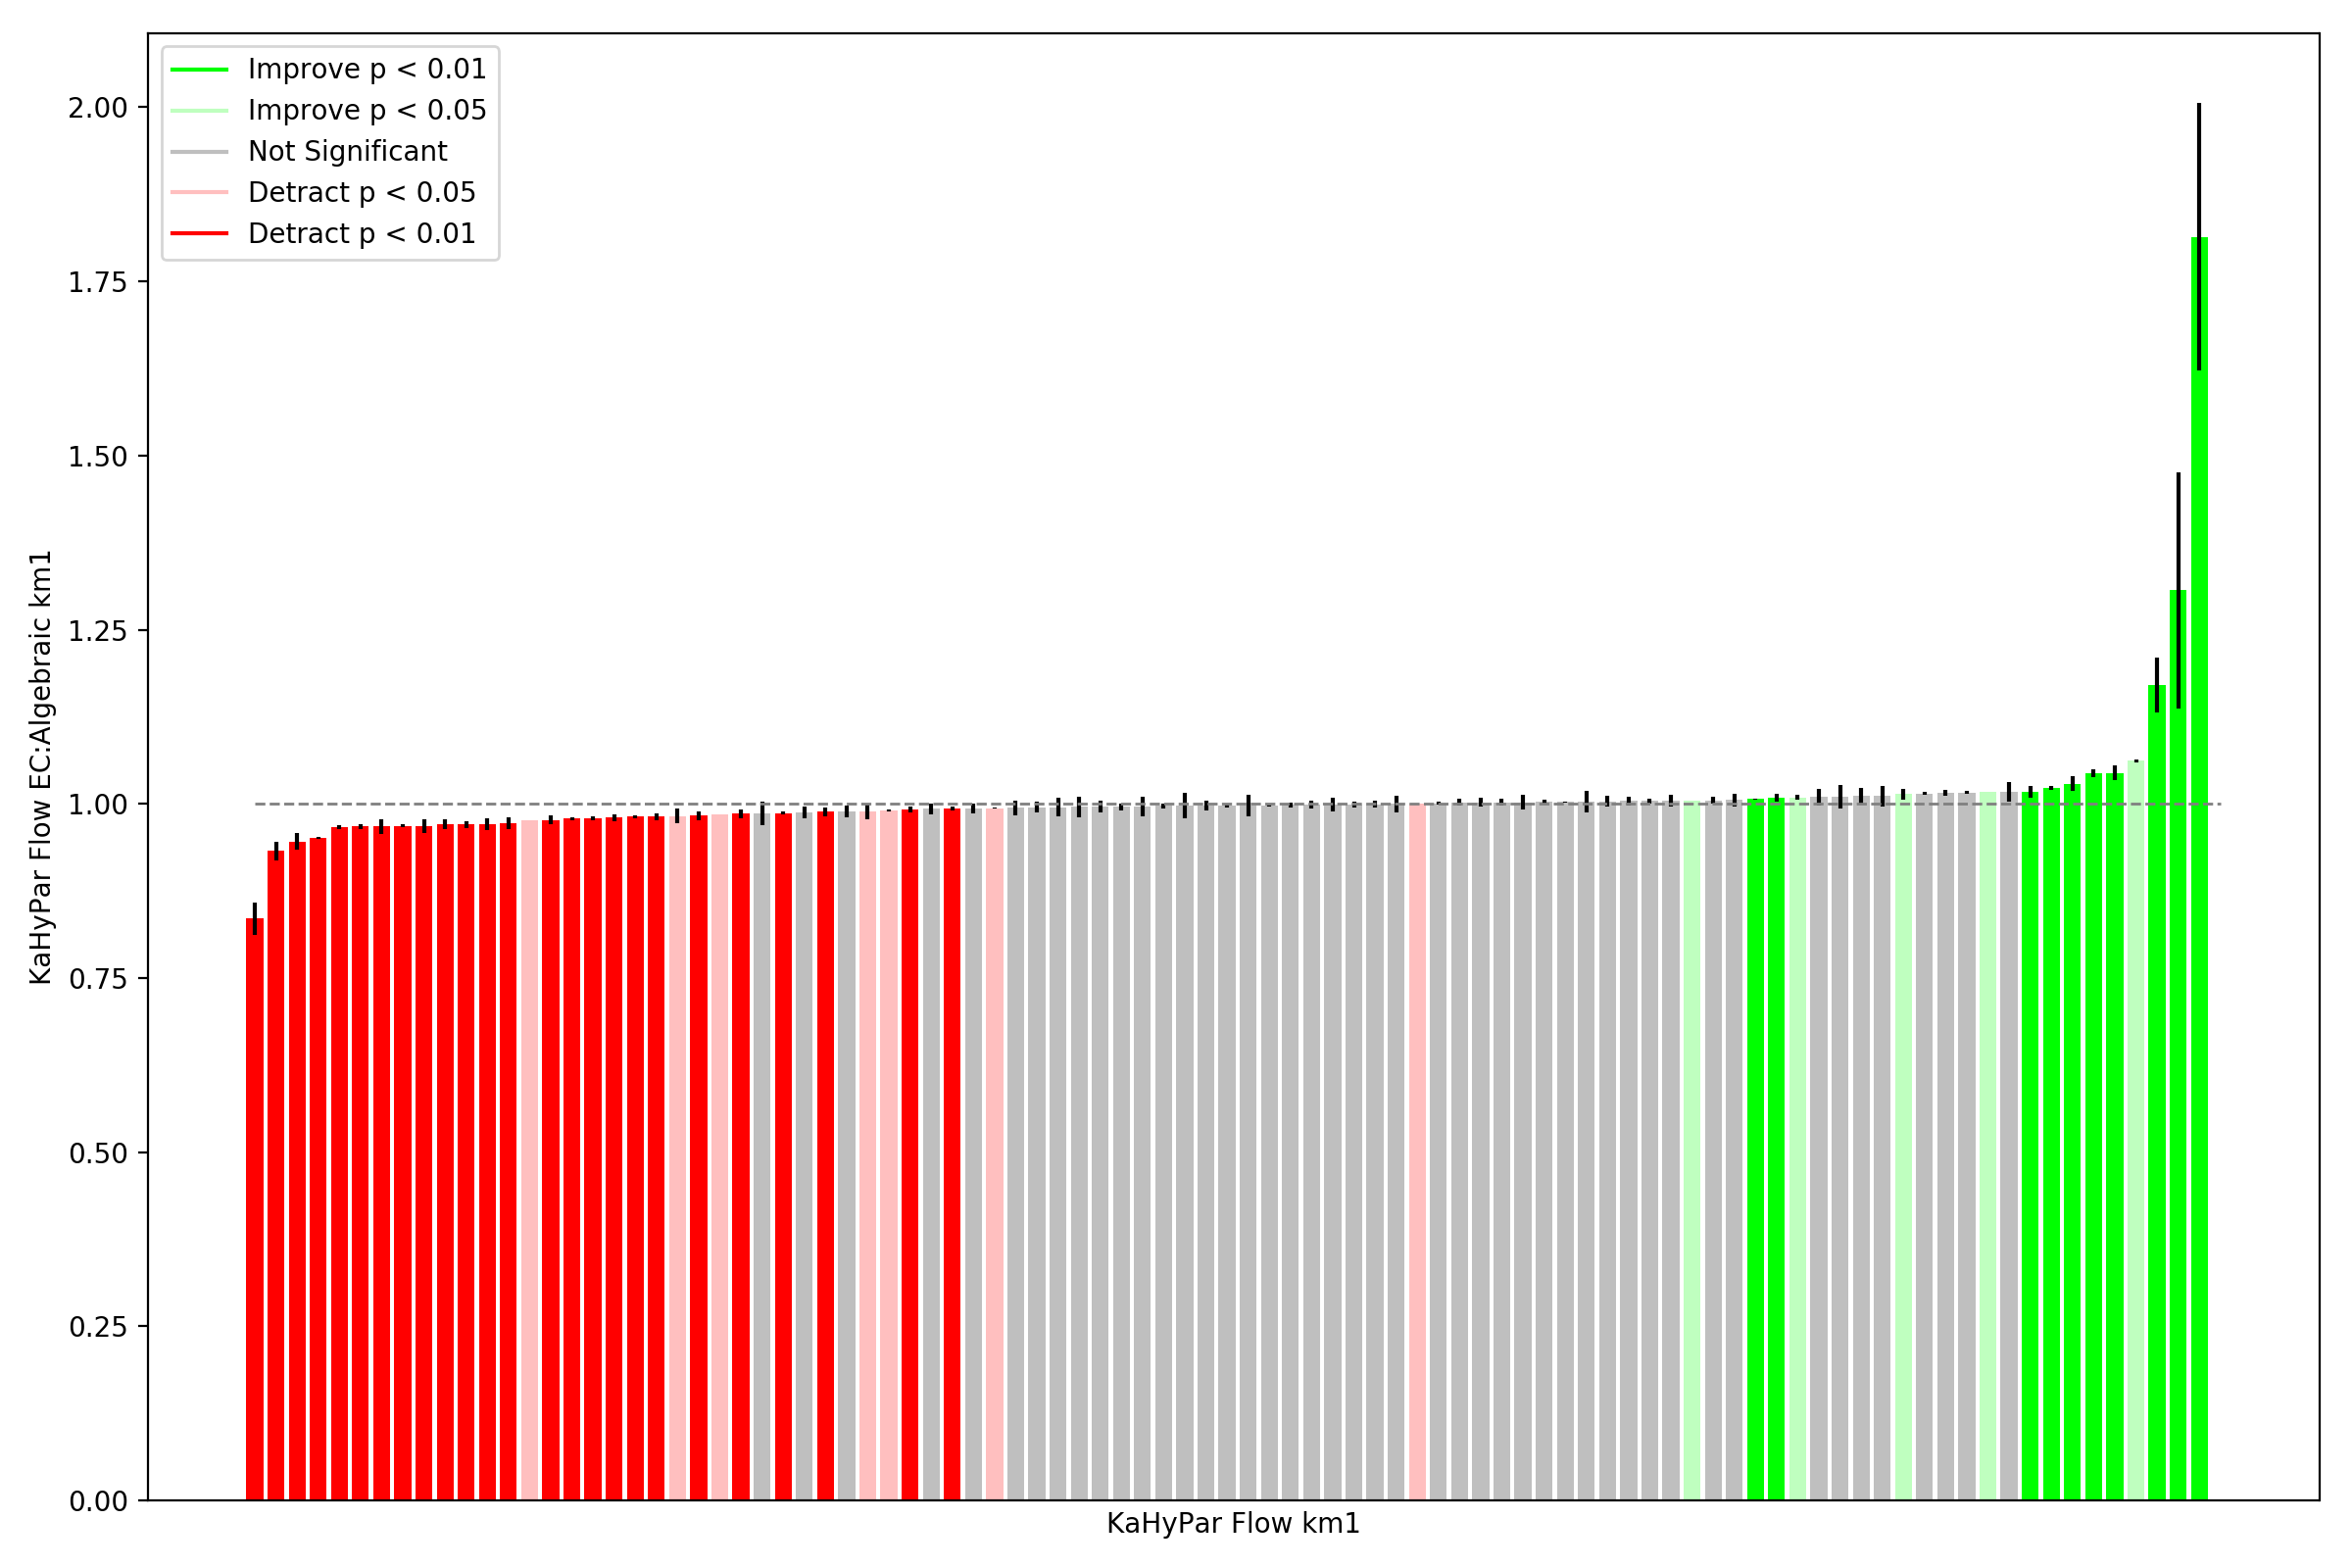 Improve p < 0.01
Improve p < 0.05
Not Significant
Detract p < 0.05
Detract p < 0.01
2.00
1.75
1.50
1.25
1.00
0.75
0.50
0.25
0.00
KaHyPar Flow EC:Algebraic km1
KaHyPar Flow km1